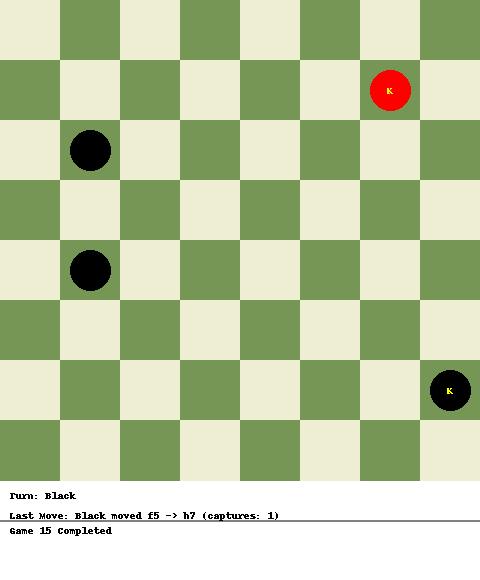 K
K
Turn: Black
Last Move: Black moved f5 -> h7 (captures: 1)
Game 15 Completed